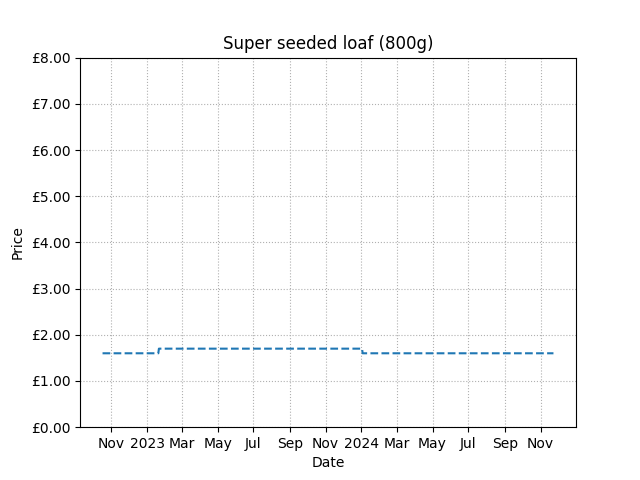 Super seeded loaf (800g)
£8.00
£7.00
£6.00
£5.00
£4.00
£3.00
£2.00
£1.00
£0.00
Price
Nov 2023 Mar May Jul Sep Nov 2024 Mar May Jul Sep Nov
Date